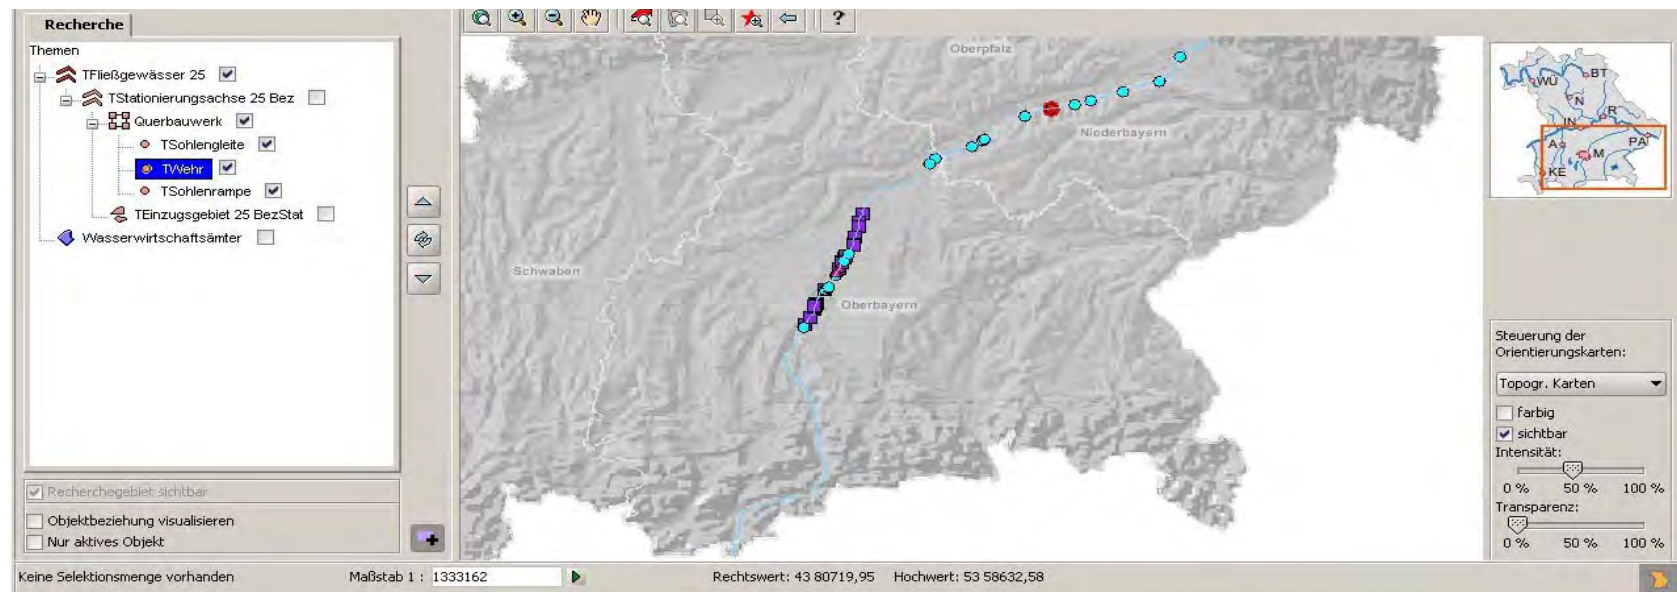 Recherche
Themen
TFließgewässer 25
TStationierungsachse 25 Bez
Querbauwerk
TSohlengleite
TWehr
TSohlenrampe
TEinzugsgebiet 25 BezStat
Wasserwirtschaftsämter
Recherchegebiet sichtbar
Objektbeziehung visualisieren
Nur aktives Objekt
?
Oberpfalz
Niederbayern
Schwaben
Oberbayern
WÜ
BT
N
R
IN
PA
A
M
KE
Steuerung der
Orientierungskarten:
Topogr. Karten
farbig
sichtbar
Intensität:
0 % 50 % 100 %
Transparenz:
0 % 50 % 100 %
Keine Selektionsmenge vorhanden Maßstab 1 : 1333162 Rechtswert: 43 80719,95 Hochwert: 53 58632,58